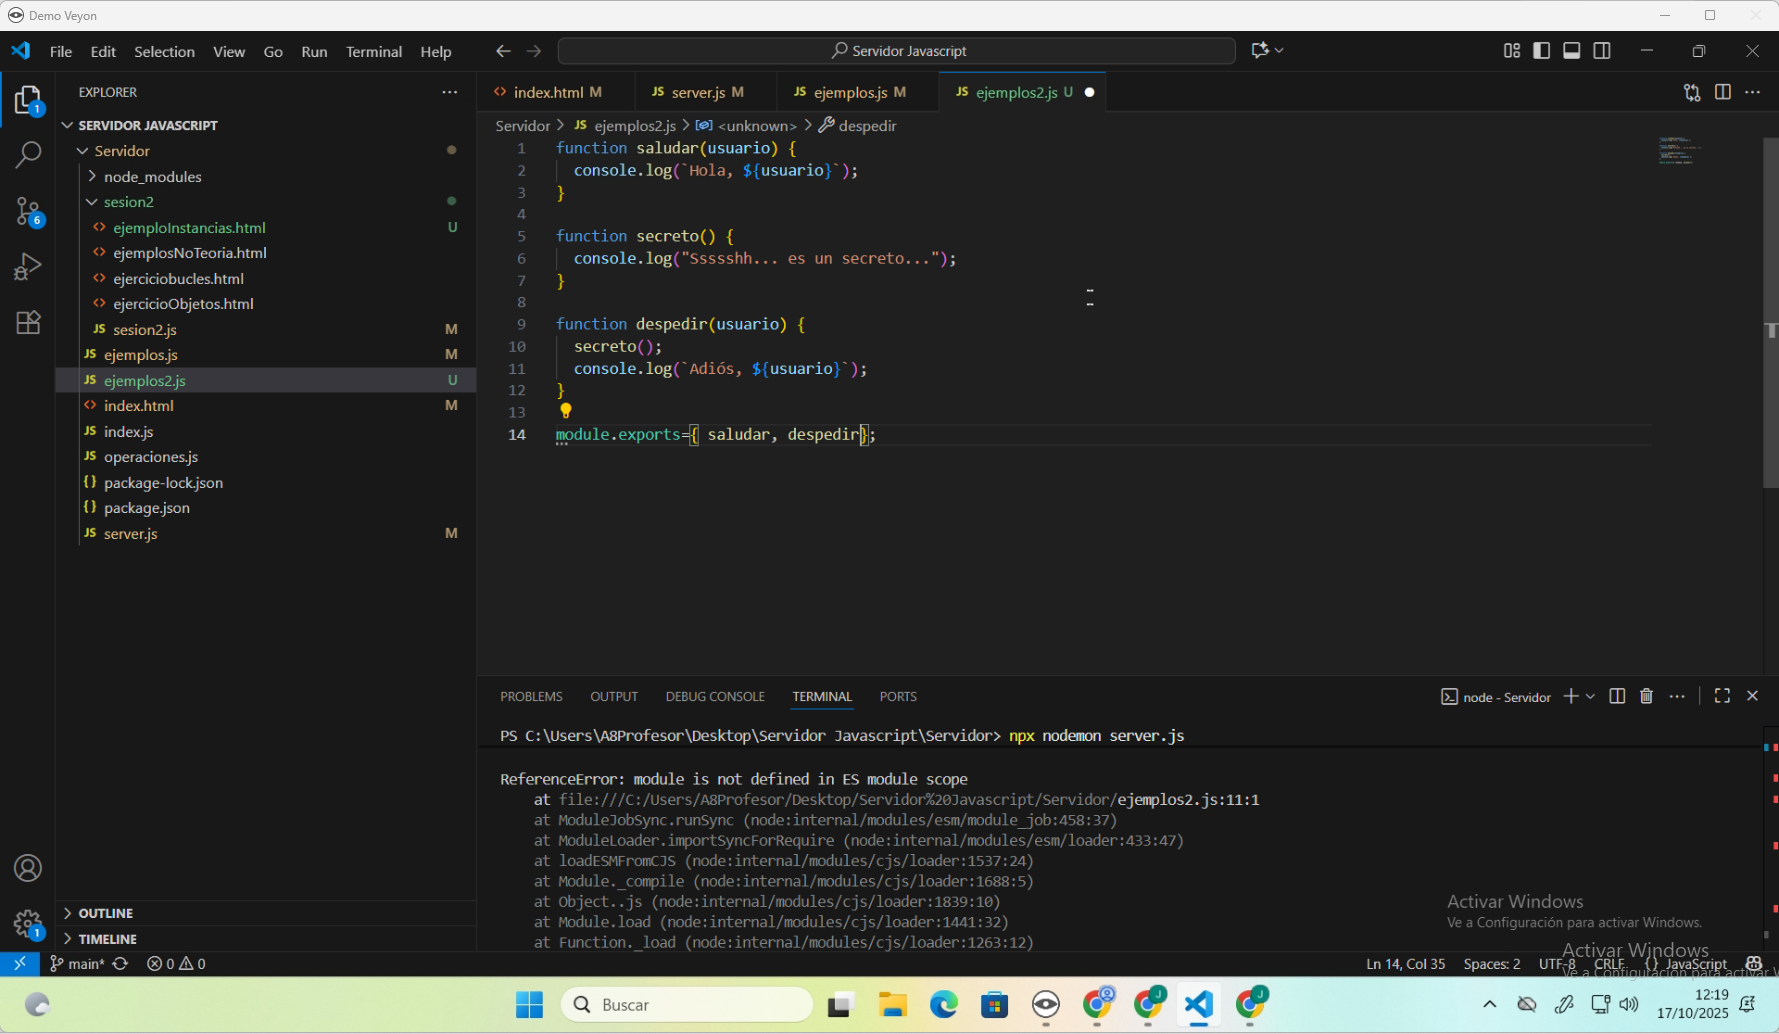 Demo Veyon
File Edit Selection View Go Run Terminal Help
Servidor Javascript
EXPLORER
index.html M
JS server.js M
JS ejemplos.js M
JS ejemplos2.js U
SERVIDOR JAVASCRIPT
Servidor
node_modules
sesion2
ejemploInstancias.html U
ejemplosNoTeoria.html
ejerciciobucles.html
ejercicioObjetos.html
JS sesion2.js M
JS ejemplos.js M
JS ejemplos2.js U
index.html M
JS index.js
JS operaciones.js
{} package-lock.json
{} package.json
JS server.js M
OUTLINE
TIMELINE
1
6
1
Servidor > JS ejemplos2.js > <unknown> > despedir
1 function saludar(usuario) {
2 console.log(`Hola, ${usuario}`);
3 }
4
5 function secreto() {
6 console.log("Ssssshh... es un secreto...");
7 }
8
9 function despedir(usuario) {
10 secreto();
11 console.log(`Adiós, ${usuario}`);
12 }
13
14 module.exports={ saludar, despedir};
PROBLEMS OUTPUT DEBUG CONSOLE TERMINAL PORTS
node - Servidor
PS C:\Users\A8Profesor\Desktop\Servidor Javascript\Servidor> npx nodemon server.js
ReferenceError: module is not defined in ES module scope
at file:///C:/Users/A8Profesor/Desktop/Servidor%20Javascript/Servidor/ejemplos2.js:11:1
at ModuleJobSync.runSync (node:internal/modules/esm/module_job:458:37)
at ModuleLoader.importSyncForRequire (node:internal/modules/esm/loader:433:47)
at loadESMFromCJS (node:internal/modules/cjs/loader:1537:24)
at Module._compile (node:internal/modules/cjs/loader:1688:5)
at Object..js (node:internal/modules/cjs/loader:1839:10)
at Module.load (node:internal/modules/cjs/loader:1441:32)
at Function._load (node:internal/modules/cjs/loader:1263:12)
Activar Windows
Ve a Configuración para activar Windows.
Activar Windows
Ve a Configuración para activar W
main* 0 0
Ln 14, Col 35 Spaces: 2 UTF-8 CRLF {} JavaScript
Buscar
J
J
12:19
17/10/2025